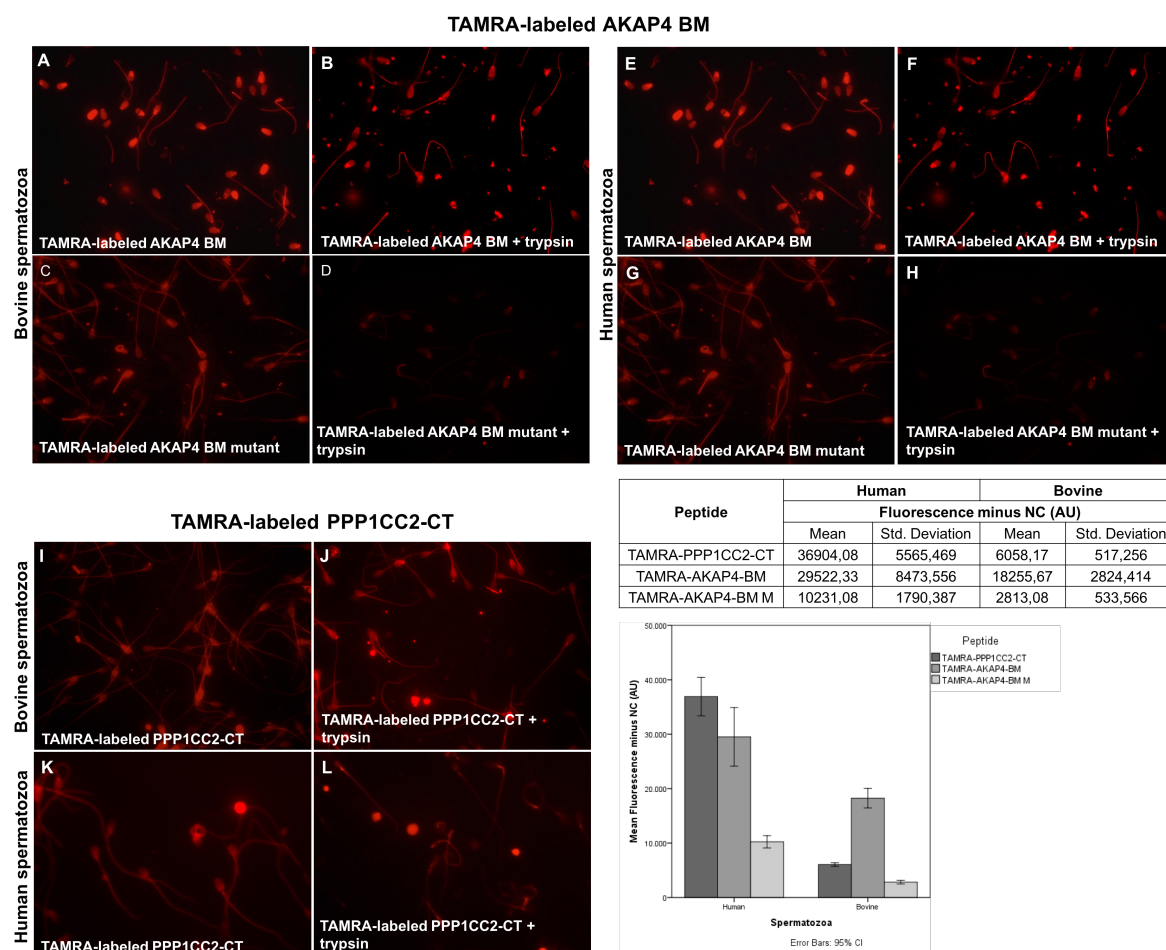 TAMRA-labeled AKAP4 BM
Bovine spermatozoa
A
TAMRA-labeled AKAP4 BM
B
TAMRA-labeled AKAP4 BM + trypsin
C
TAMRA-labeled AKAP4 BM mutant
D
TAMRA-labeled AKAP4 BM mutant +
trypsin
Human spermatozoa
E
TAMRA-labeled AKAP4 BM
F
TAMRA-labeled AKAP4 BM + trypsin
G
TAMRA-labeled AKAP4 BM mutant
H
TAMRA-labeled AKAP4 BM mutant +
trypsin
TAMRA-labeled PPP1CC2-CT
Bovine spermatozoa
I
TAMRA-labeled PPP1CC2-CT
J
TAMRA-labeled PPP1CC2-CT +
trypsin
Human spermatozoa
K
TAMRA-labeled PPP1CC2-CT
L
TAMRA-labeled PPP1CC2-CT +
trypsin
Peptide Human Bovine
Fluorescence minus NC (AU)
Mean Std. Deviation Mean Std. Deviation
TAMRA-PPP1CC2-CT 36904,08 5565,469 6058,17 517,256
TAMRA-AKAP4-BM 29522,33 8473,556 18255,67 2824,414
TAMRA-AKAP4-BM M 10231,08 1790,387 2813,08 533,566
Mean Fluorescence minus NC (AU)
50.000
40.000
30.000
20.000
10.000
0
Human Bovine
Spermatozoa
Error Bars: 95% CI
Peptide
TAMRA-PPP1CC2-CT
TAMRA-AKAP4-BM
TAMRA-AKAP4-BM M